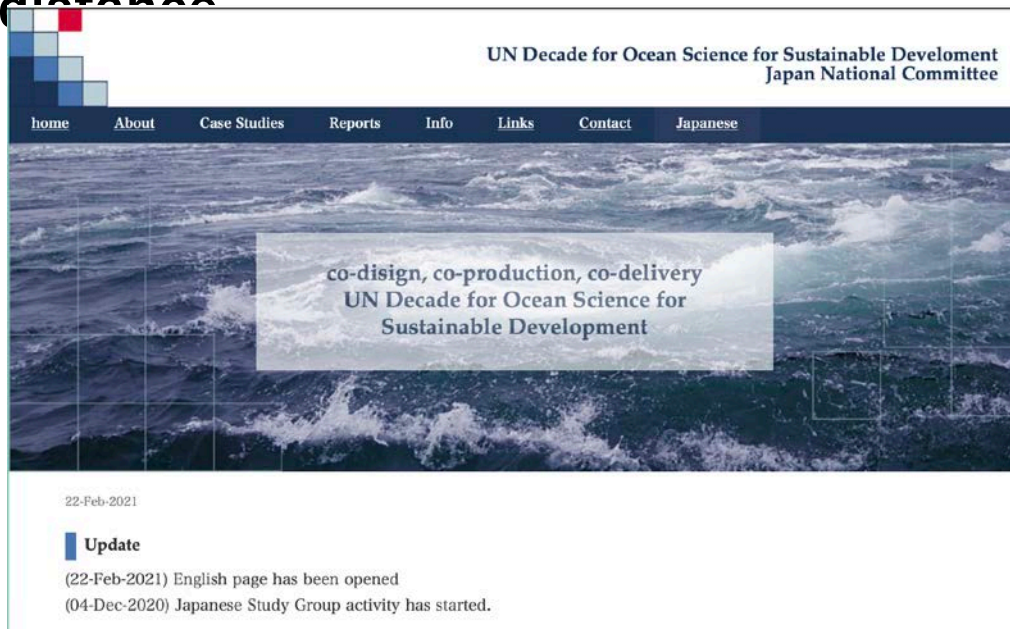 UN Decade for Ocean Science for Sustainable Develoment
Japan National Committee
home About Case Studies Reports Info Links Contact Japanese
co-disign, co-production, co-delivery
UN Decade for Ocean Science for
Sustainable Development
22-Feb-2021
Update
(22-Feb-2021) English page has been opened
(04-Dec-2020) Japanese Study Group activity has started.